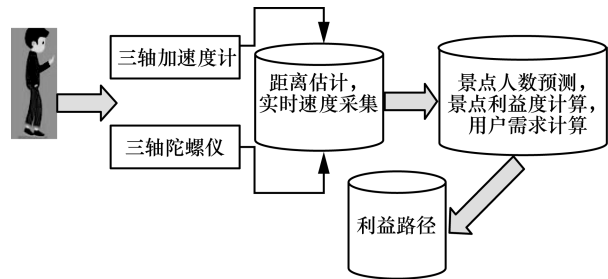 三轴加速度计
距离估计，
实时速度采集
三轴陀螺仪
景点人数预测，
景点利益度计算，
用户需求计算
利益路径